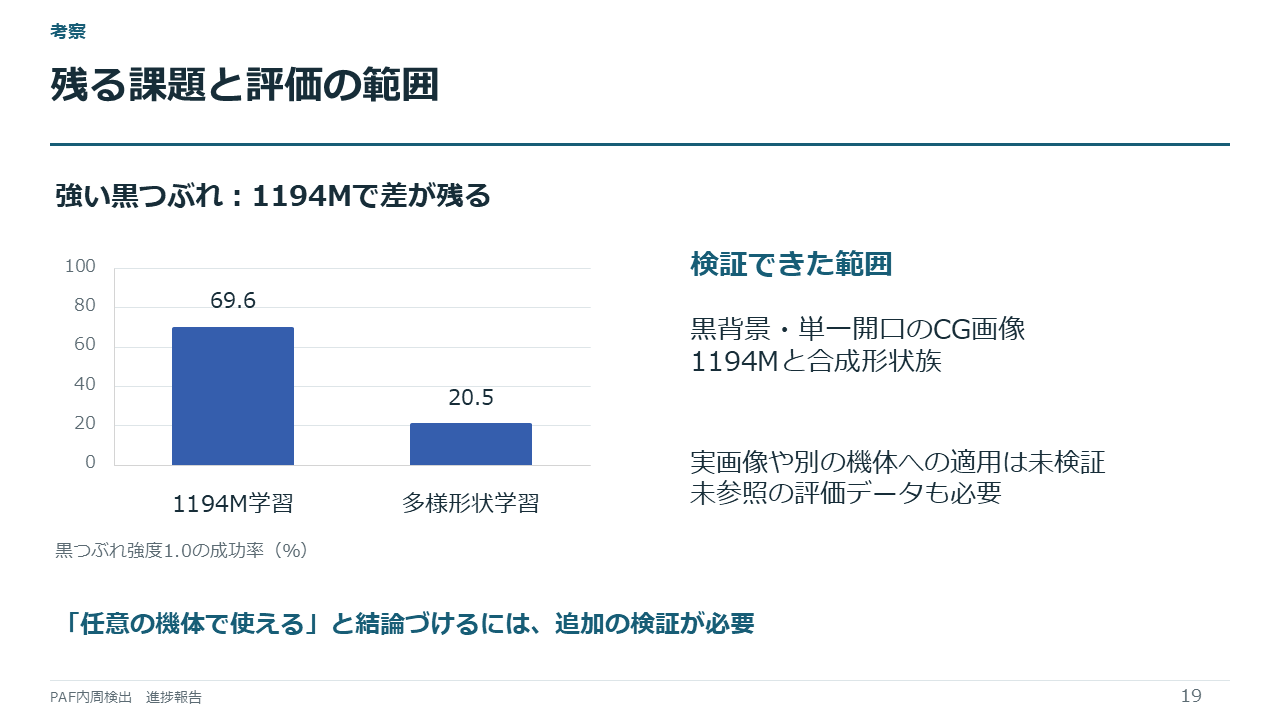 考察
残る課題と評価の範囲
強い黒つぶれ：1194Mで差が残る
100
80
60
40
20
0
69.6
20.5
1194M学習
多様形状学習
黒つぶれ強度1.0の成功率（%）
検証できた範囲
黒背景・単一開口のCG画像
1194Mと合成形状族
実画像や別の機体への適用は未検証
未参照の評価データも必要
「任意の機体で使える」と結論づけるには、追加の検証が必要
PAF内周検出　進捗報告
19